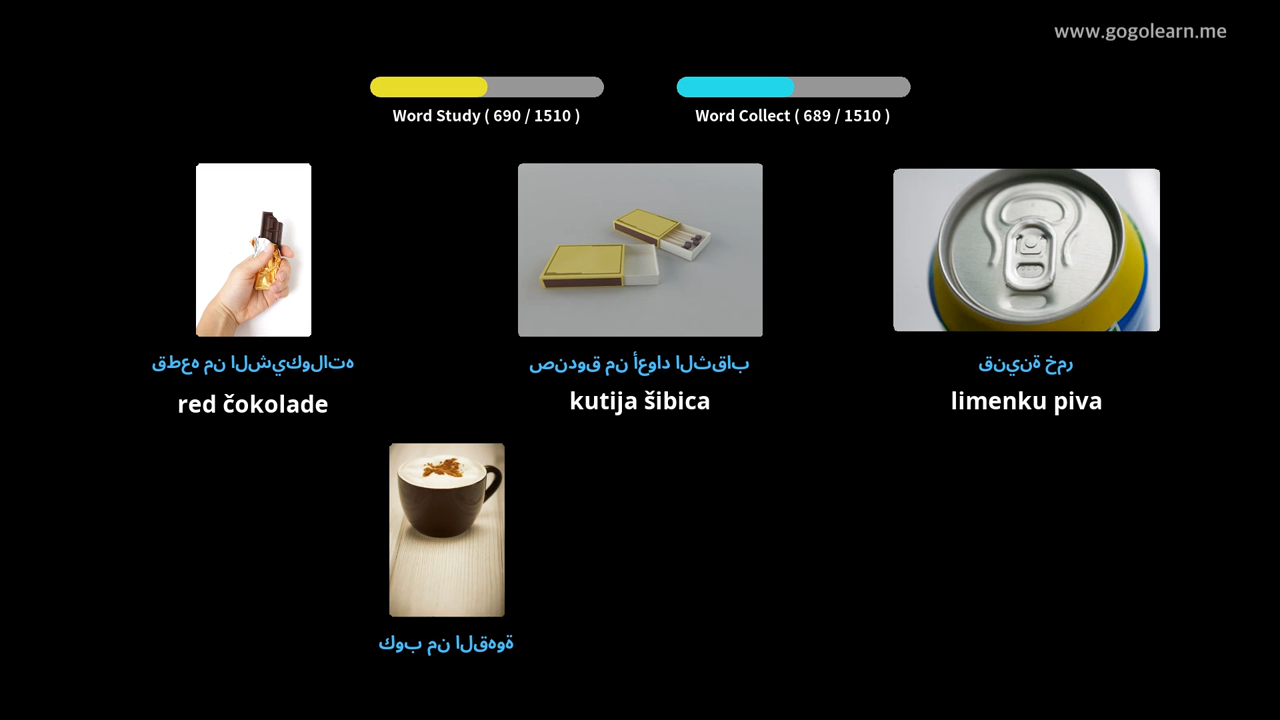 www.gogolearn.me
Word Study ( 690 / 1510 )
Word Collect ( 689 / 1510 )
قطعه من الشيكولاته
صندوق من أعواد الثقاب
قنينة خمر
red čokolade
kutija šibica
limenku piva
كوب من القهوة